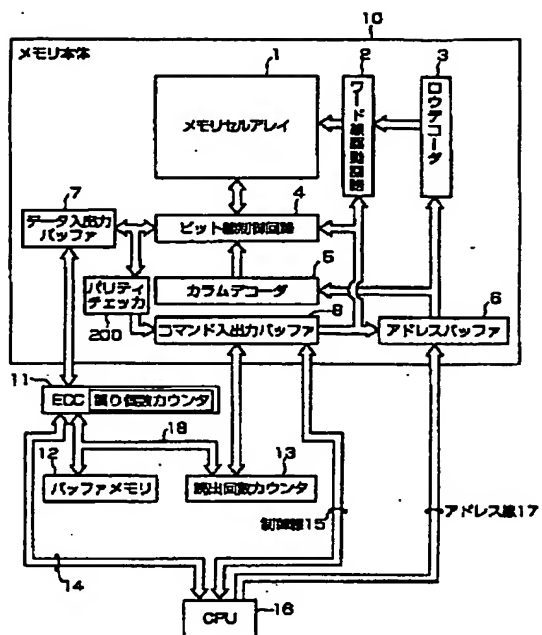 10
メモリ本体
1
2
3
メモリセルアレイ
ワード線駆動回路
ロウデコーダ
7
データ入出力
バッファ
4
ビット線制御回路
5
カラムデコーダ
パリティ
チェッカ
200
8
コマンド入出力バッファ
6
アドレスバッファ
11
ECC
誤り個数カウンタ
18
12
バッファメモリ
13
読出回数カウンタ
制御線15
アドレス線17
14
CPU
16